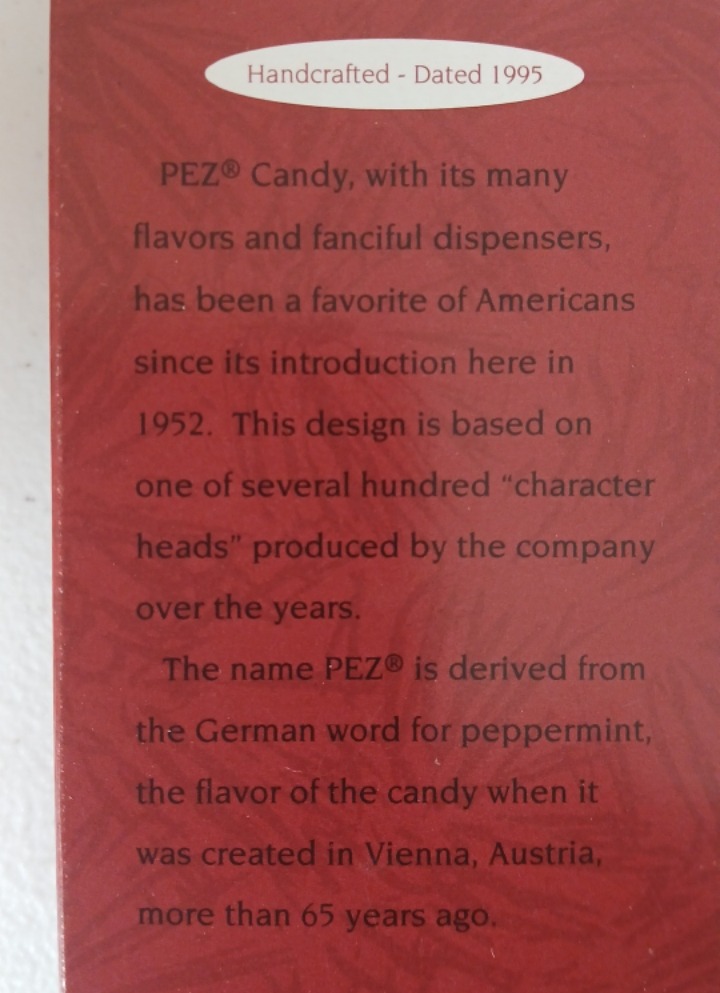 Handcrafted - Dated 1995
PEZ® Candy, with its many
flavors and fanciful dispensers,
has been a favorite of Americans
since its introduction here in
1952. This design is based on
one of several hundred “character
heads” produced by the company
over the years.
The name PEZ® is derived from
the German word for peppermint,
the flavor of the candy when it
was created in Vienna, Austria,
more than 65 years ago.